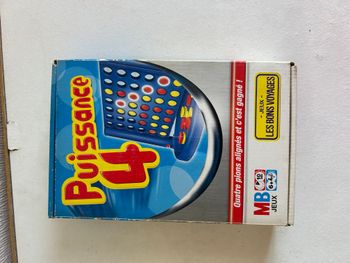 Puissance
4
Quatre pions alignés et c'est gagné !
- JEUX -
LES BONS VOYAGES
MB
JEUX